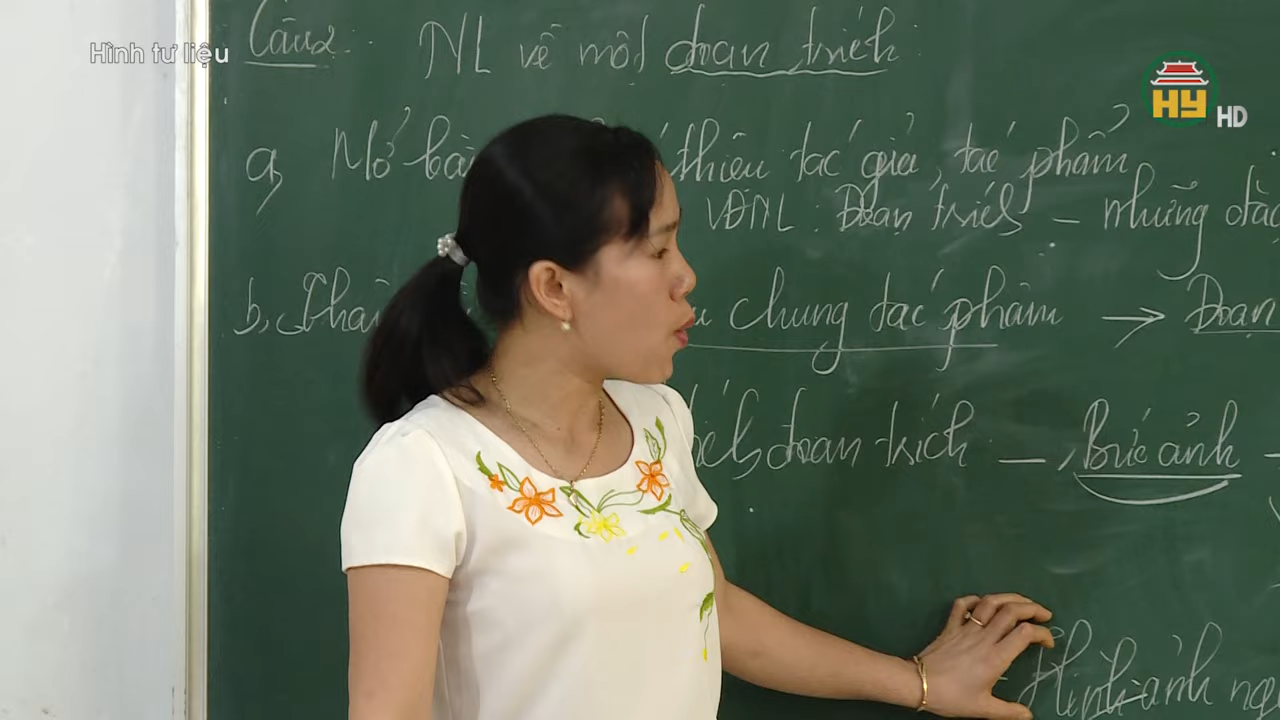 Hình tư liệu
HY HD
Câu 2: NL về một đoạn trích:
a, Mở bài thiệu tác giả, tác phẩm
VĐNL: Đoạn trích - những đặc
b, chung tác phẩm → Đoạn
đoạn trích - Bức ảnh -
Hình ảnh